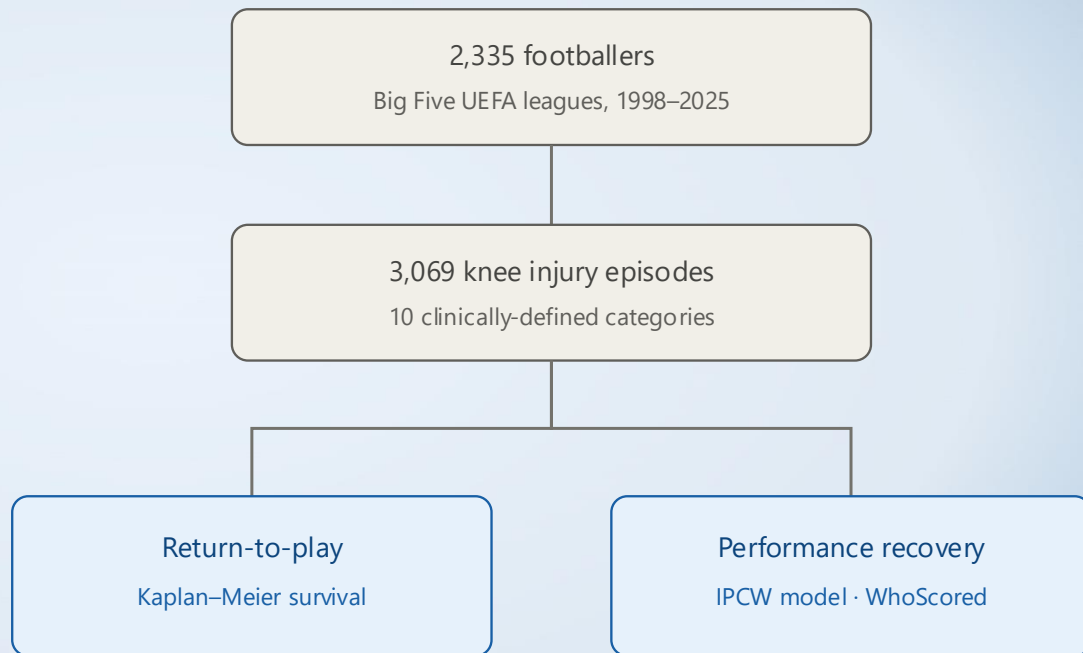 2,335 footballers
Big Five UEFA leagues, 1998–2025
3,069 knee injury episodes
10 clinically-defined categories
Return-to-play
Kaplan–Meier survival
Performance recovery
IPCW model · WhoScored